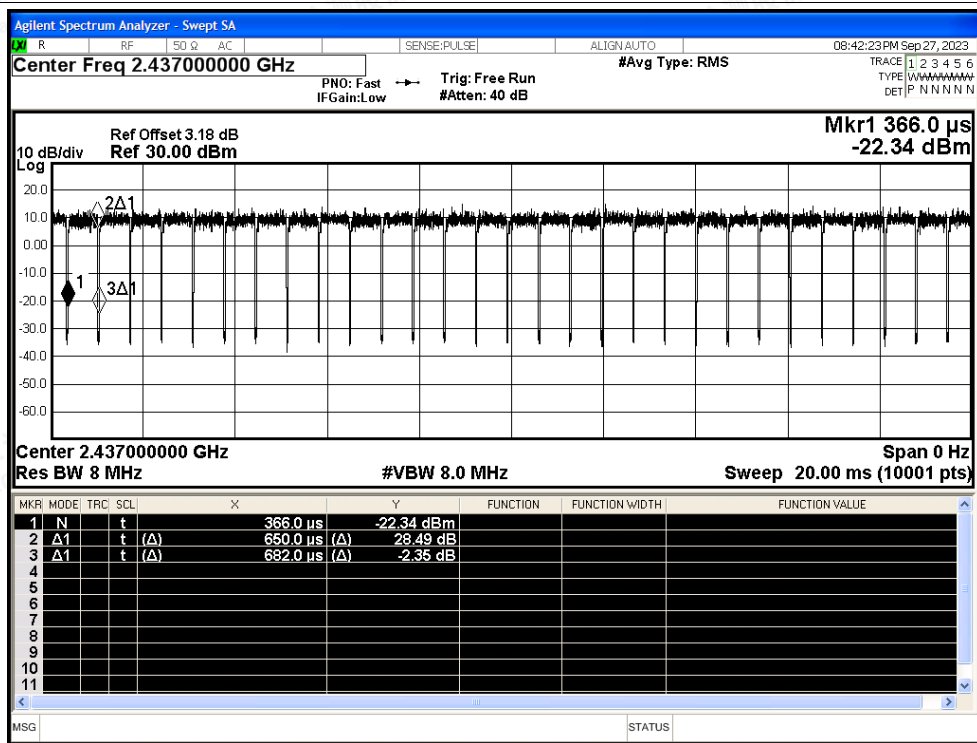 Agilent Spectrum Analyzer - Swept SA
LXI R RF 50 Ω AC SENSE:PULSE ALIGN AUTO 08:42:23 PM Sep 27, 2023
Center Freq 2.437000000 GHz #Avg Type: RMS TRACE 1 2 3 4 5 6
PNO: Fast Trig: Free Run TYPE
IFGain:Low #Atten: 40 dB DET P N N N N N
Ref Offset 3.18 dB Mkr1 366.0 µs
10 dB/div Ref 30.00 dBm -22.34 dBm
Log
20.0
2Δ1
10.0
0.00
-10.0
1 3Δ1
-20.0
-30.0
-40.0
-50.0
-60.0
Center 2.437000000 GHz Span 0 Hz
Res BW 8 MHz #VBW 8.0 MHz Sweep 20.00 ms (10001 pts)
MKR MODE TRC SCL X Y FUNCTION FUNCTION WIDTH FUNCTION VALUE
1 N t 366.0 µs -22.34 dBm
2 Δ1 t (Δ) 650.0 µs (Δ) 28.49 dB
3 Δ1 t (Δ) 682.0 µs (Δ) -2.35 dB
4
5
6
7
8
9
10
11
MSG STATUS